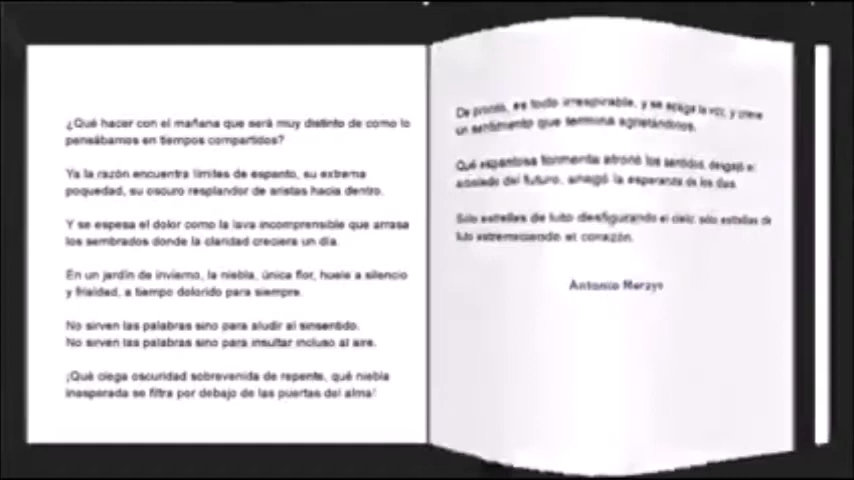 ¿Qué hacer con el mañana que será muy distinto de como lo
pensábamos en tiempos compartidos?
Ya la razón encuentra límites de espanto, su extrema
poquedad, su oscuro resplandor de aristas hacia dentro.
Y se espesa el dolor como la lava incomprensible que arrasa
los sembrados donde la claridad creciera un día.
En un jardín de invierno, la niebla, única flor, huele a silencio
y frialdad, a tiempo dolorido para siempre.
No sirven las palabras sino para aludir al sinsentido.
No sirven las palabras sino para insultar incluso al aire.
¡Qué ciega oscuridad sobrevenida de repente, qué niebla
inesperada se filtra por debajo de las puertas del alma!
De pronto, es todo irrespirable, y se apaga la voz, y crece
un sentimiento que termina agrietándonos.
Qué espantosa tormenta atronó los sentidos, desgajó el
arbolado del futuro, anegó la esperanza de los días.
Sólo estrellas de luto desfigurando el cielo, sólo estrellas de
luto estremeciendo el corazón.
Antonio Merayo